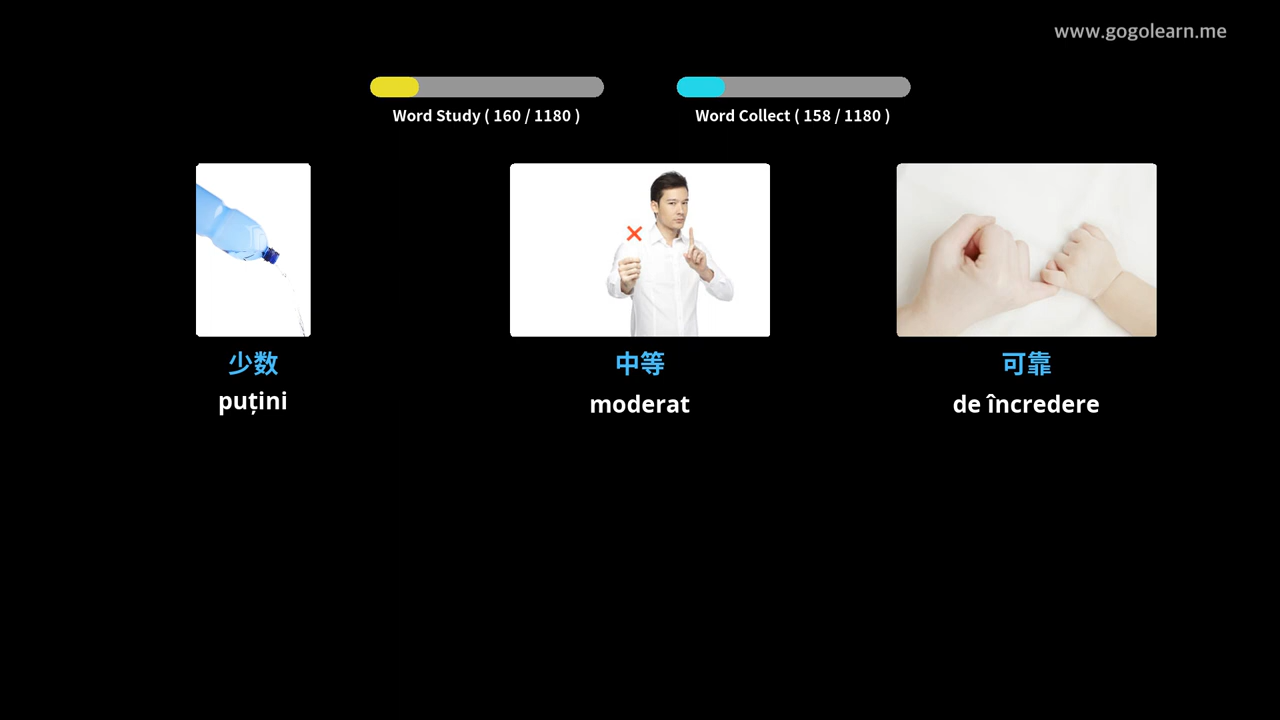 www.gogolearn.me
Word Study ( 160 / 1180 )
Word Collect ( 158 / 1180 )
少数
中等
可靠
puțini
moderat
de încredere